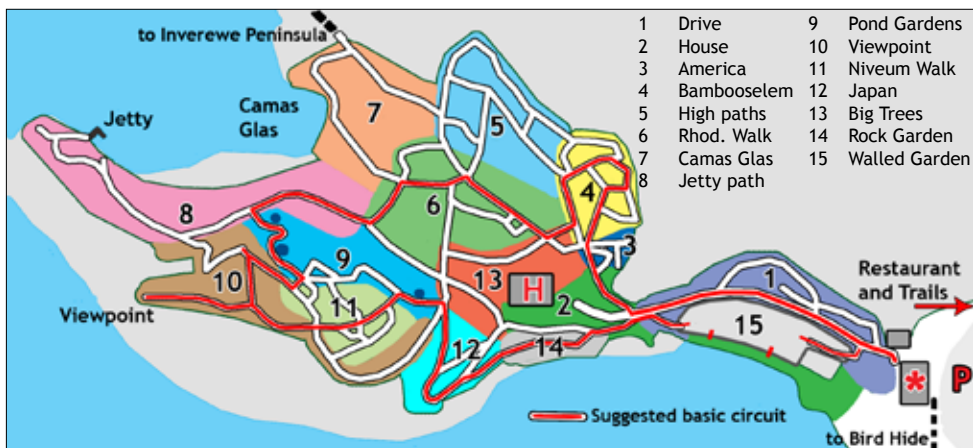 to Inverewe Peninsula
1 Drive
2 House
3 America
4 Bambooselem
5 High paths
6 Rhod. Walk
7 Camas Glas
8 Jetty path
9 Pond Gardens
10 Viewpoint
11 Niveum Walk
12 Japan
13 Big Trees
14 Rock Garden
15 Walled Garden
Camas
Glas
Jetty
7
5
4
6
8
3
9
10
13
H
2
1
Restaurant
and Trails
Viewpoint
11
15
12
14
*
P
Suggested basic circuit
to Bird Hide